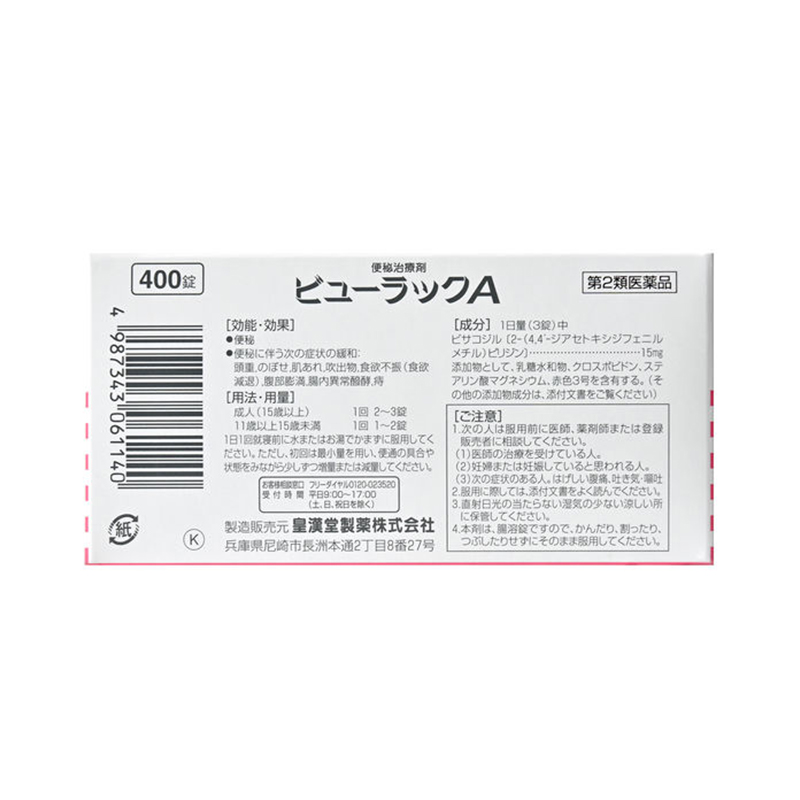 400錠
便秘治療剤
ビューラックA
第2類医薬品
4 987343 061140
紙
[効能・効果]
●便秘
●便秘に伴う次の症状の緩和:
頭重,のぼせ,肌あれ,吹出物,食欲不振(食欲
減退),腹部膨満,腸内異常醗酵,痔
[用法・用量]
成人(15歳以上) 1回 2〜3錠
11歳以上15歳未満 1回 1〜2錠
1日1回就寝前に水またはお湯でかまずに服用してく
ださい。ただし、初回は最小量を用い、便通の具合や
状態をみながら少しずつ増量または減量してください。
お客様相談窓口 フリーダイヤル0120-023520
受付時間 平日9:00〜17:00
(土、日、祝日を除く)
K
製造販売元 皇漢堂製薬株式会社
兵庫県尼崎市長洲本通2丁目8番27号
[成分] 1日量(3錠)中
ビサコジル[2-(4,4'-ジアセトキシジフェニル
メチル)ピリジン]……………………15mg
添加物として、乳糖水和物、クロスポビドン、ステ
アリン酸マグネシウム、赤色3号を含有する。(そ
の他の添加物成分は、添付文書をご覧ください)
[ご注意]
1.次の人は服用前に医師、薬剤師または登録
販売者に相談してください。
(1)医師の治療を受けている人。
(2)妊婦または妊娠していると思われる人。
(3)次の症状のある人。はげしい腹痛、吐き気・嘔吐
2.服用に際しては、添付文書をよく読んでください。
3.直射日光の当たらない湿気の少ない涼しい所
に保管してください。
4.本剤は、腸溶錠ですので、かんだり、割ったり、
つぶしたりせずにそのまま服用してください。